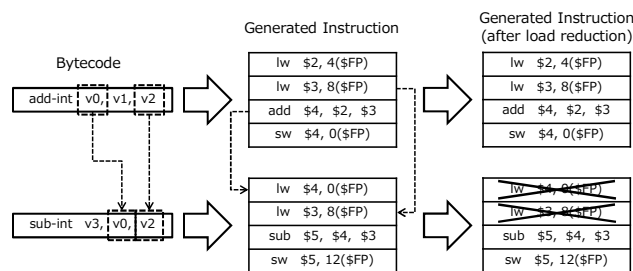 Bytecode
add-int v0, v1, v2
sub-int v3, v0, v2
Generated Instruction
lw $2, 4($FP)
lw $3, 8($FP)
add $4, $2, $3
sw $4, 0($FP)
lw $4, 0($FP)
lw $3, 8($FP)
sub $5, $4, $3
sw $5, 12($FP)
Generated Instruction
(after load reduction)
lw $2, 4($FP)
lw $3, 8($FP)
add $4, $2, $3
sw $4, 0($FP)
lw $4, 0($FP)
lw $3, 8($FP)
sub $5, $4, $3
sw $5, 12($FP)